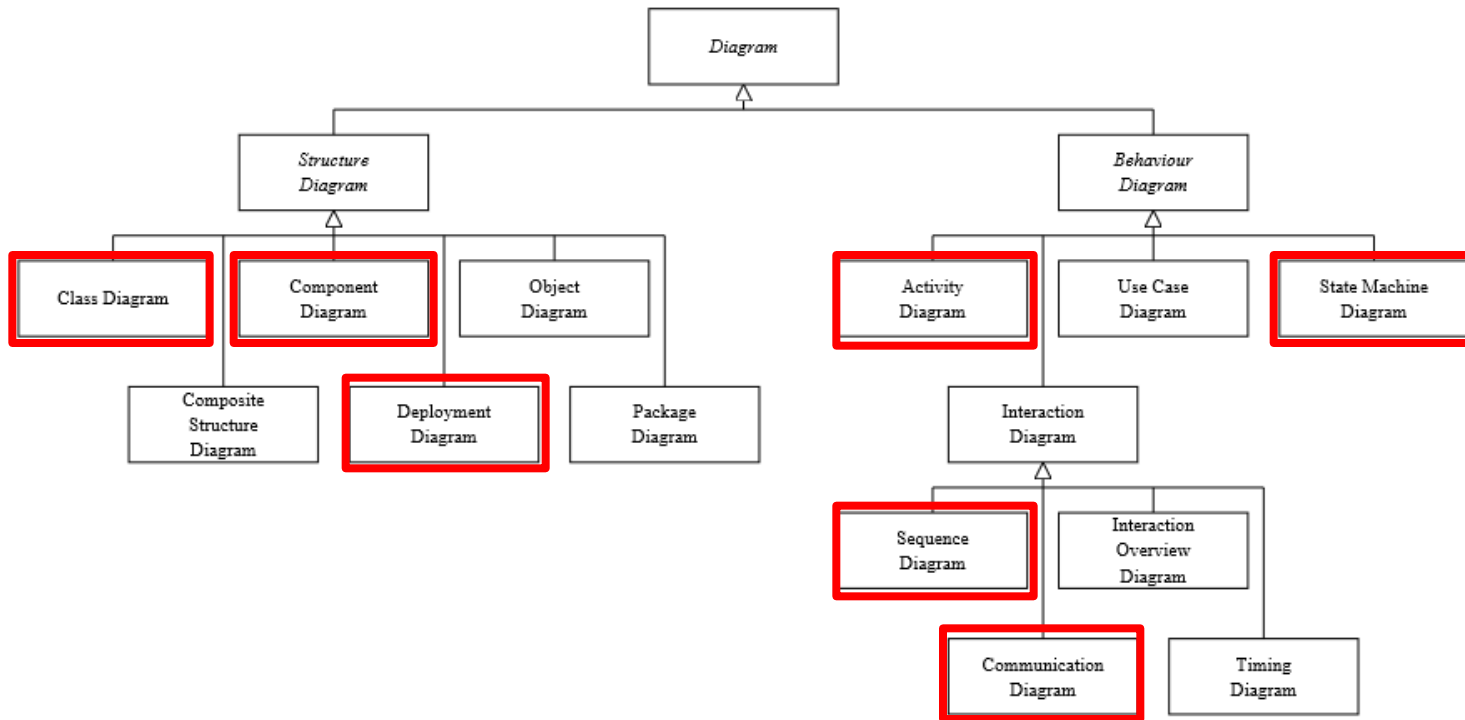 Diagram
Structure
Diagram
Behaviour
Diagram
Class Diagram
Component
Diagram
Object
Diagram
Activity
Diagram
Use Case
Diagram
State Machine
Diagram
Composite
Structure
Diagram
Deployment
Diagram
Package
Diagram
Interaction
Diagram
Sequence
Diagram
Interaction
Overview
Diagram
Communication
Diagram
Timing
Diagram